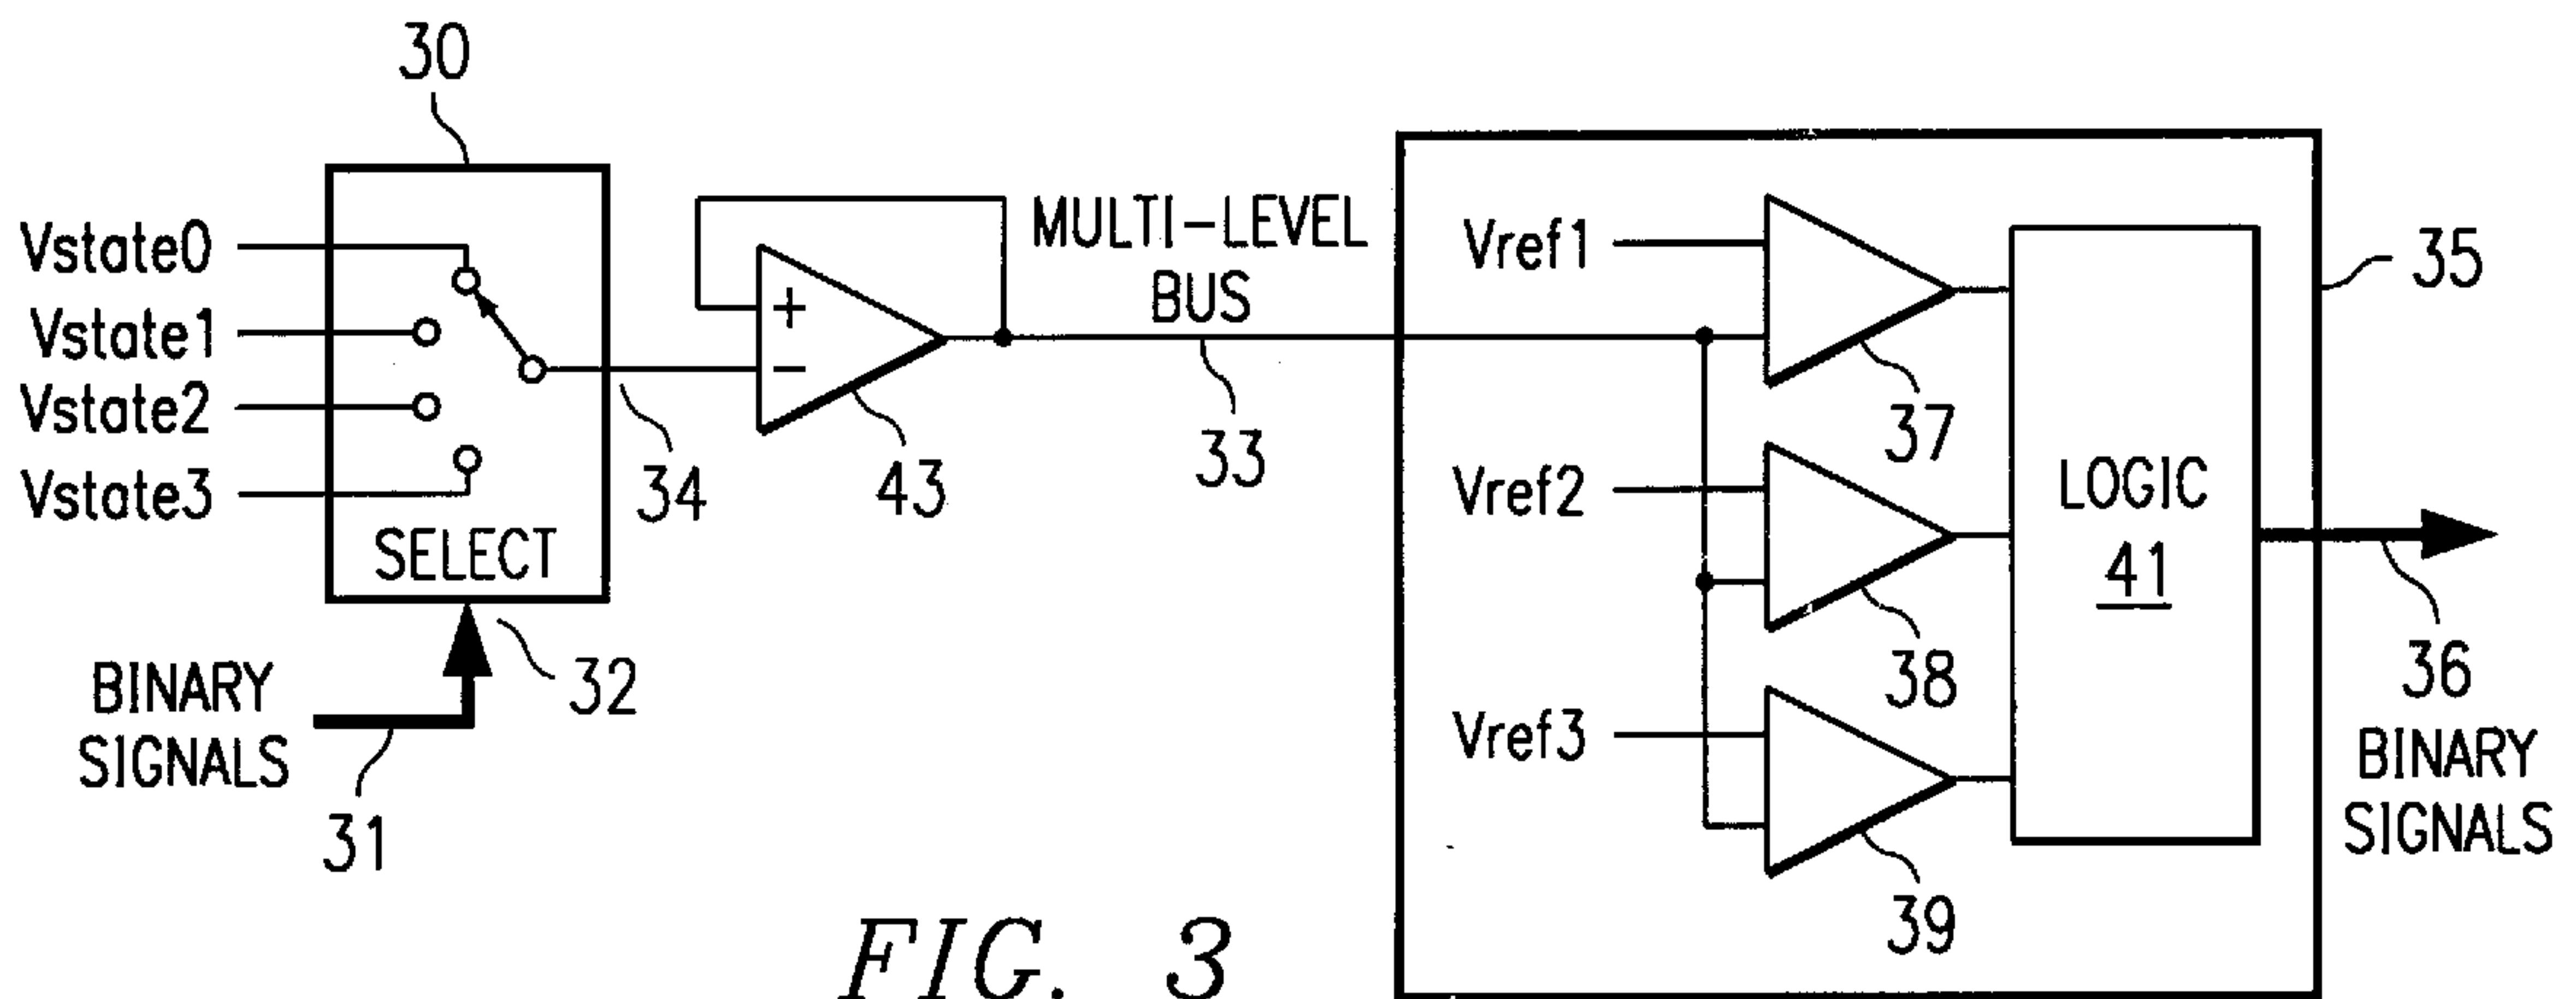 30
Vstate0
Vstate1
Vstate2
Vstate3
SELECT
BINARY
SIGNALS
31
32
34
+
−
43
MULTI-LEVEL
BUS
33
Vref1
Vref2
Vref3
37
38
39
LOGIC
41
35
36
BINARY
SIGNALS
FIG. 3